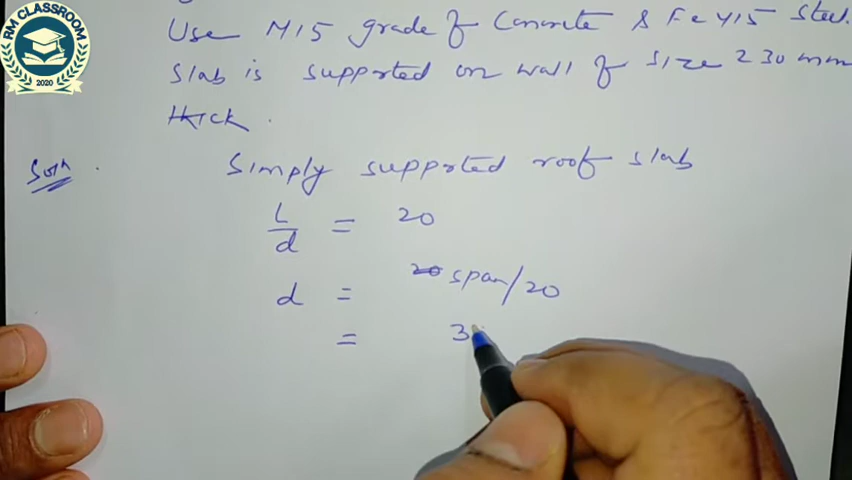 RM CLASSROOM
2020
Use M15 grade of Concrete & Fe 415 Steel.
Slab is supported on wall of size 230 mm
thick.
Soln. Simply supported roof slab
L/d = 20
d = 20 span/20
= 3